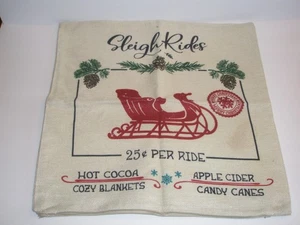 Sleigh Rides
25¢ PER RIDE
HOT COCOA APPLE CIDER
COZY BLANKETS CANDY CANES